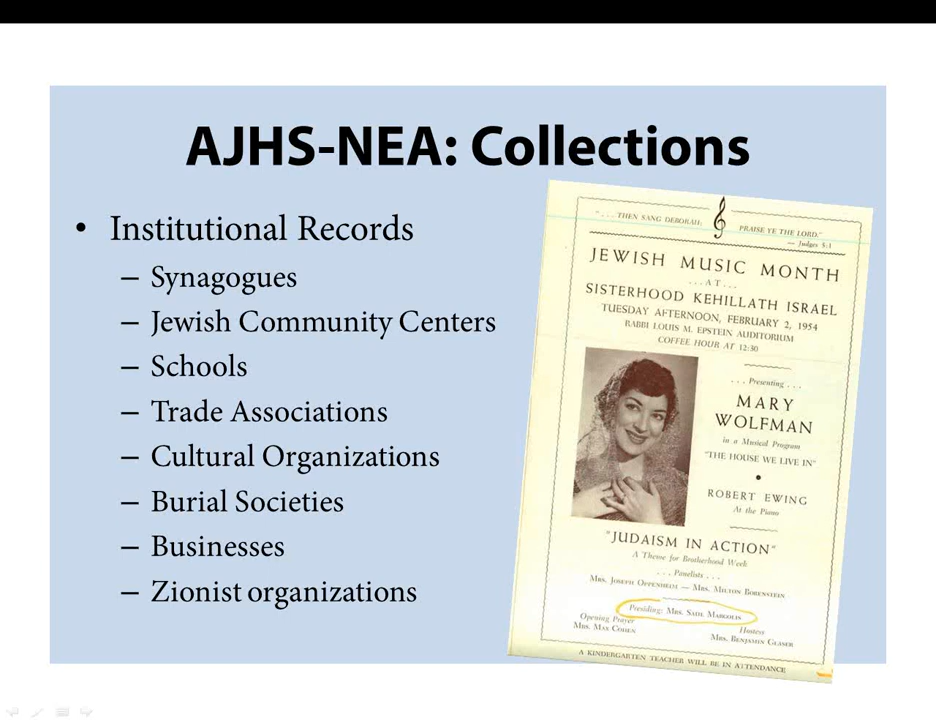 AJHS-NEA: Collections
• Institutional Records
– Synagogues
– Jewish Community Centers
– Schools
– Trade Associations
– Cultural Organizations
– Burial Societies
– Businesses
– Zionist organizations
"... THEN SANG DEBORAH, PRAISE YE THE LORD."
— Judges 5:1
JEWISH MUSIC MONTH
... AT ...
SISTERHOOD KEHILLATH ISRAEL
TUESDAY AFTERNOON, FEBRUARY 2, 1954
RABBI LOUIS M. EPSTEIN AUDITORIUM
COFFEE HOUR AT 12:30
... Presenting ...
MARY
WOLFMAN
in a Musical Program
"THE HOUSE WE LIVE IN"
•
ROBERT EWING
At the Piano
"JUDAISM IN ACTION"
A Theme for Brotherhood Week
... Panelists ...
MRS. JOSEPH OPPENHEIM — MRS. MILTON BORENSTEIN
Presiding: MRS. SAUL MARGOLIS
Opening Prayer
MRS. MAX COHEN
Hostess
MRS. BENJAMIN GLASER
A KINDERGARTEN TEACHER WILL BE IN ATTENDANCE